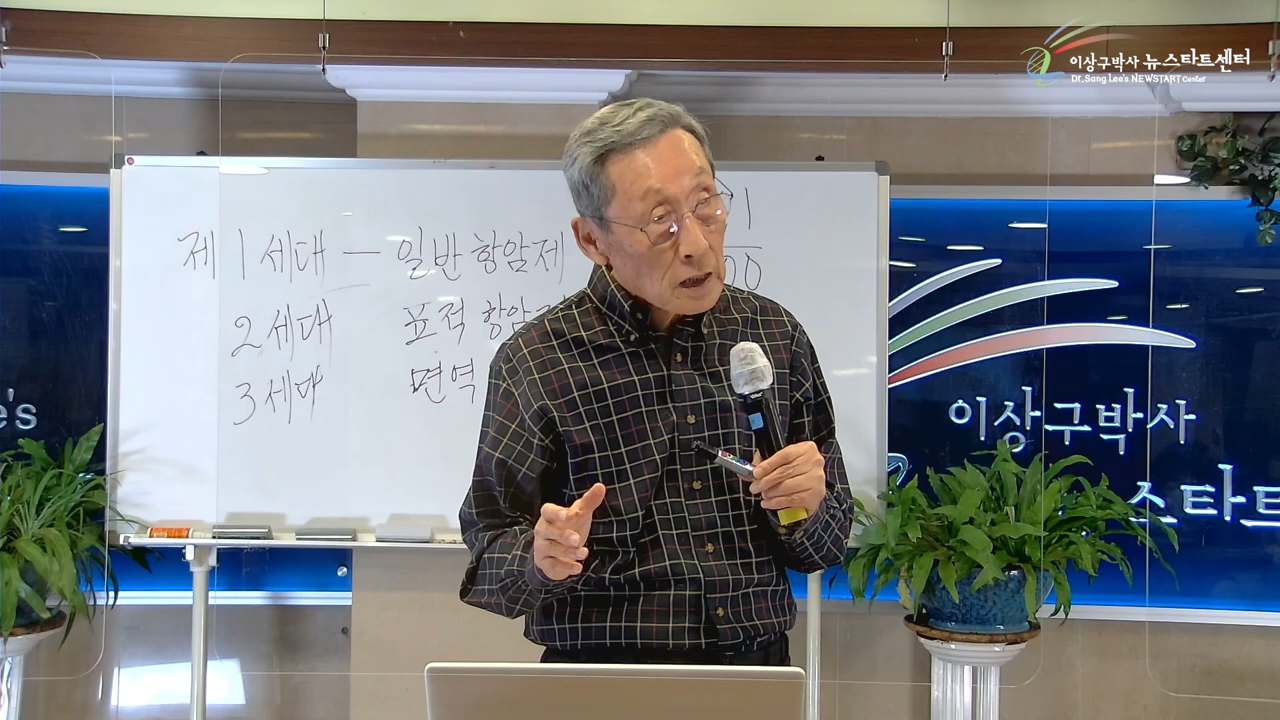 이상구박사 뉴스타트센터
Dr. Sang Lee's NEWSTART Center
제 1 세대 — 일반 항암제
1
00
2 세대 표적 항암
3 세대 면역
e's
이상구박사
스타트